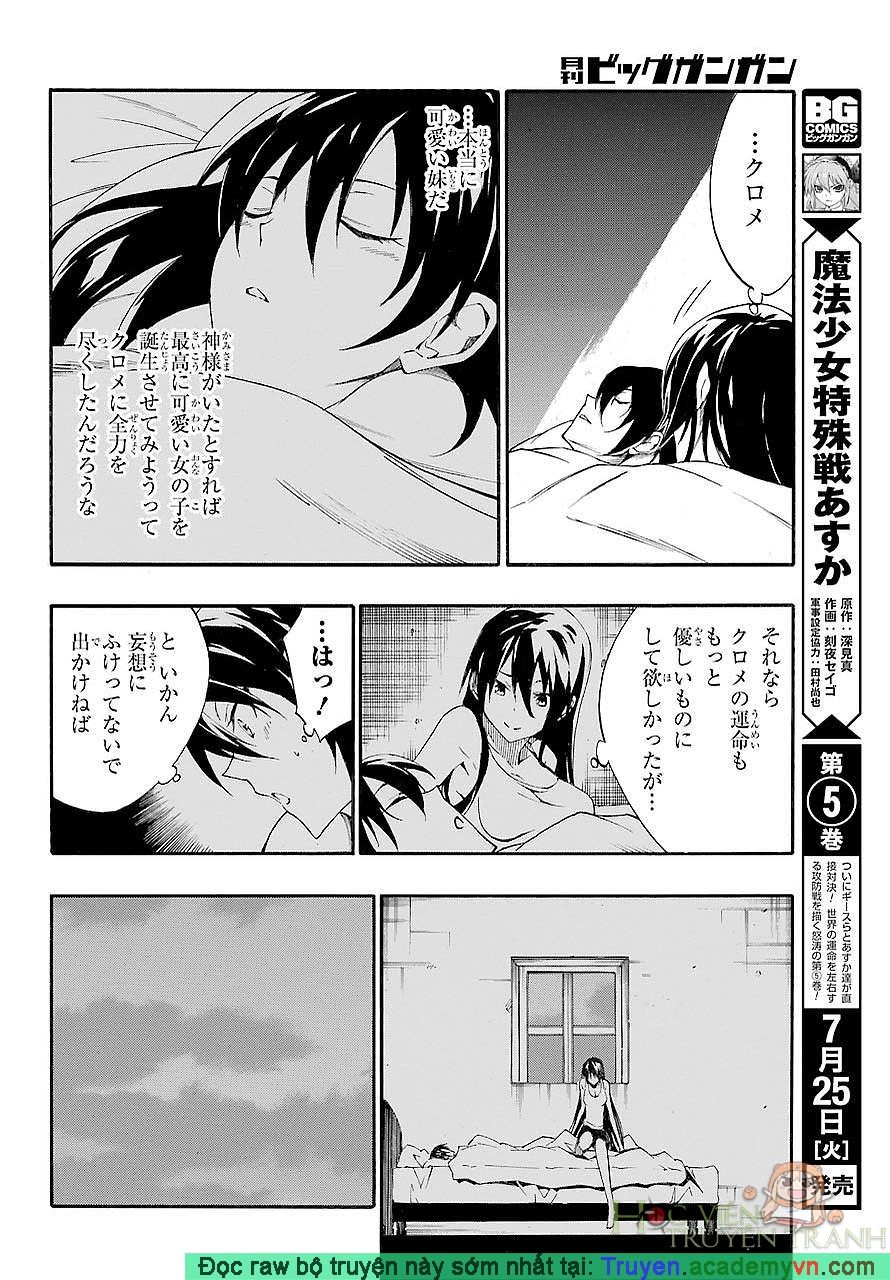 月刊ビッグガンガン
…クロメ
…本当に
可愛い妹だ
神様がいたとすれば
最高に可愛い女の子を
誕生させてみようって
クロメに全力を
尽くしたんだろうな
それなら
クロメの運命も
もっと
優しいものに
して欲しかったが…
…はっ!
と いかん
妄想に
ふけってないで
出かけねば
BG
COMICS
ビッグガンガン
魔法少女特殊戦あすか
原作：深見真
作画：刻夜セイゴ
軍事設定協力：田村尚也
第5巻
ついにギースらとあすか達が直
接対決! 世界の運命を左右す
る攻防戦を描く怒涛の第⑤巻!
7月25日[火]
発売
HỌC VIỆN
TRUYỆN TRANH
Đọc raw bộ truyện này sớm nhất tại : Truyen.academyvn.com